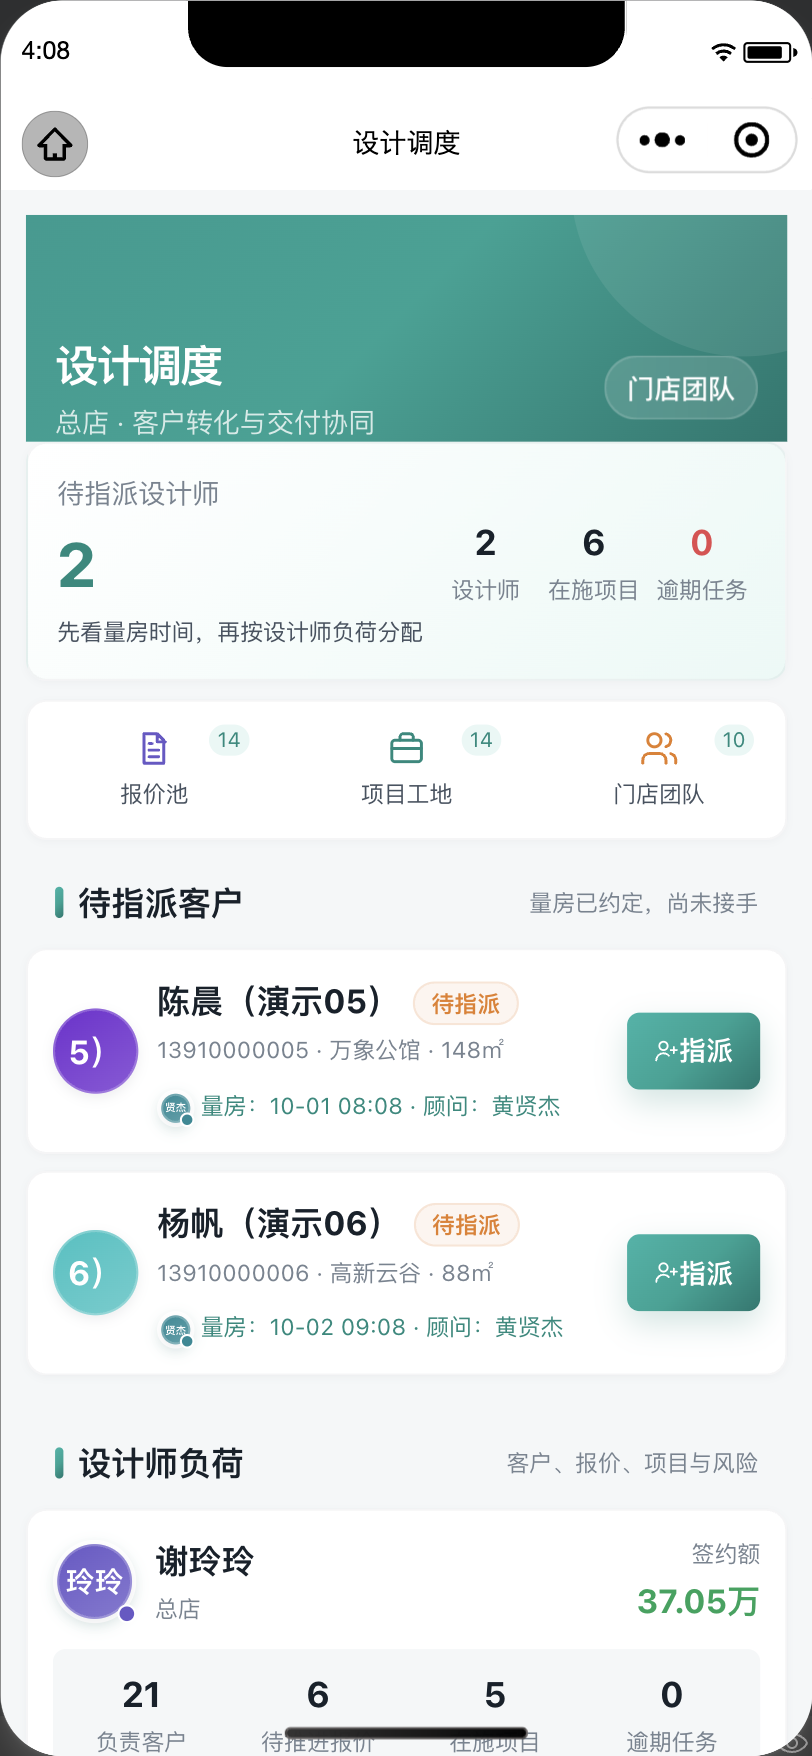 4:08
设计调度
设计调度
总店 · 客户转化与交付协同
门店团队
待指派设计师
2
先看量房时间，再按设计师负荷分配
2
设计师
6
在施项目
0
逾期任务
14
报价池
14
项目工地
10
门店团队
待指派客户
量房已约定，尚未接手
5）
陈晨（演示05） 待指派
13910000005 · 万象公馆 · 148㎡
贤杰 量房：10-01 08:08 · 顾问：黄贤杰
指派
6）
杨帆（演示06） 待指派
13910000006 · 高新云谷 · 88㎡
贤杰 量房：10-02 09:08 · 顾问：黄贤杰
指派
设计师负荷
客户、报价、项目与风险
玲玲
谢玲玲
总店
签约额
37.05万
21
负责客户
6
待推进报价
5
在施项目
0
逾期任务